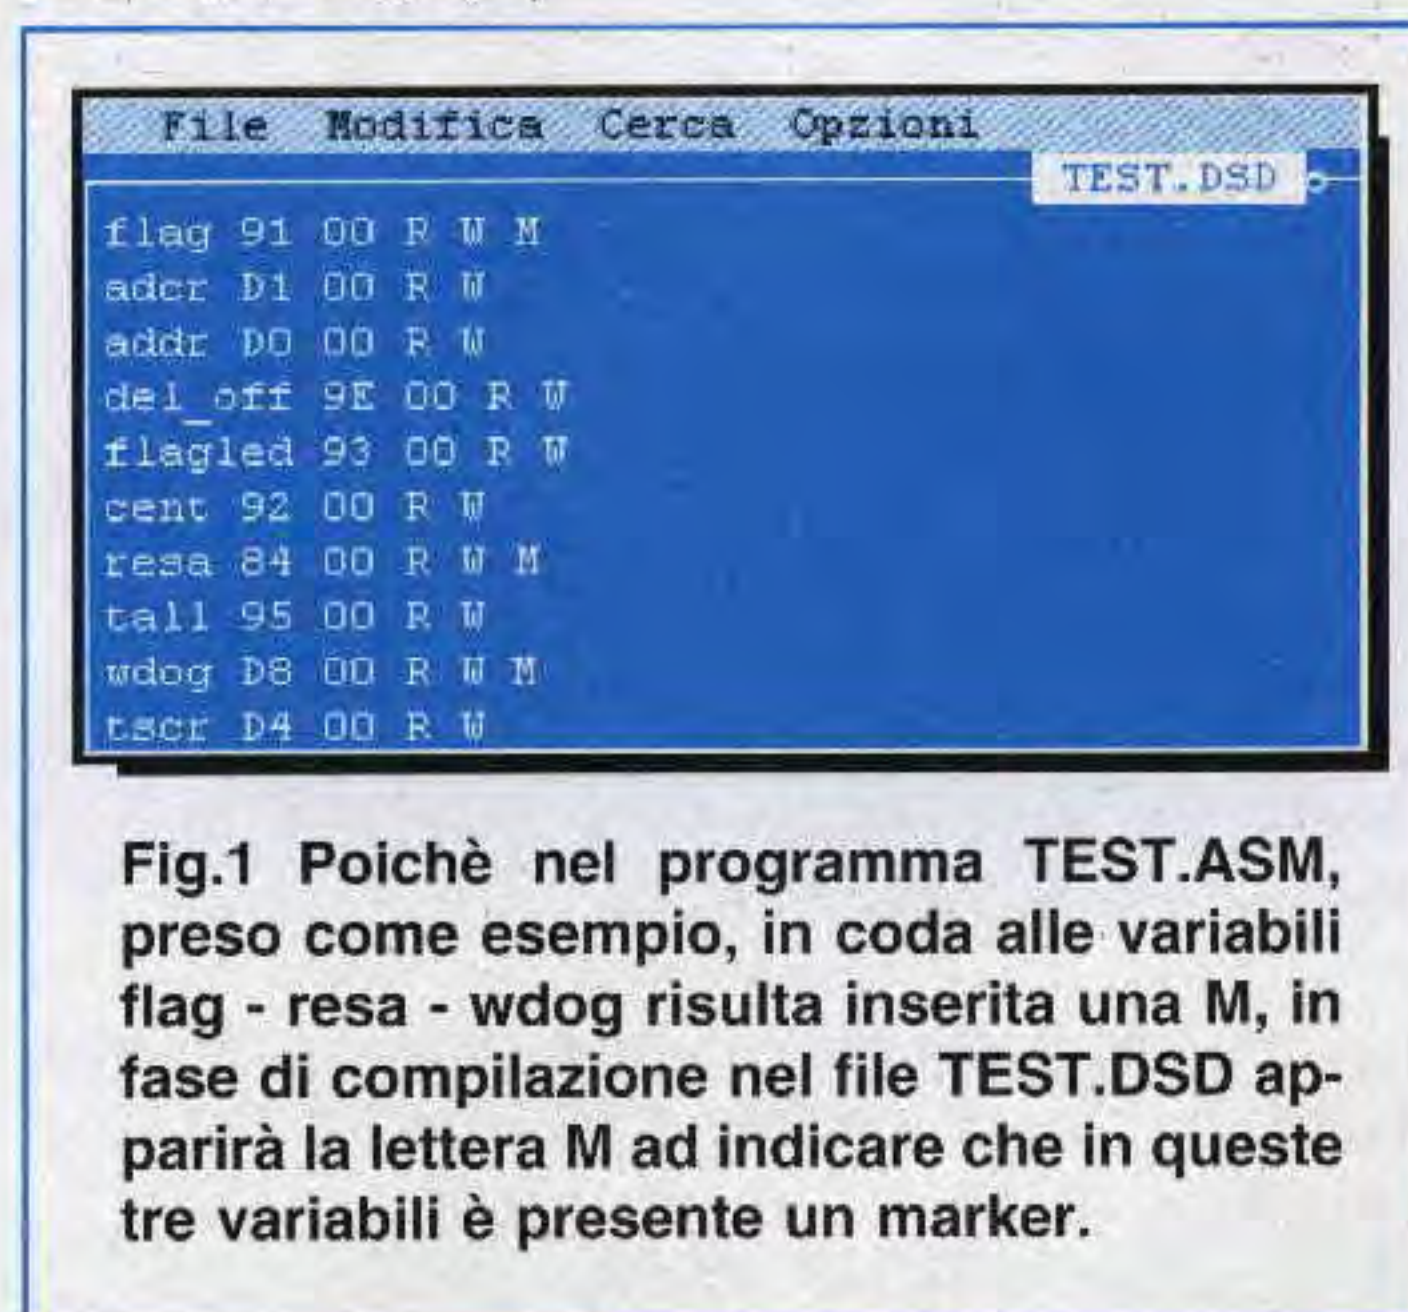 File Modifica Cerca Opzioni
TEST.DSD
flag 91 00 R W M
adcr D1 00 R W
addr D0 00 R W
del_off 9E 00 R W
flagled 93 00 R W
cent 92 00 R W
resa 84 00 R W M
tall 95 00 R W
wdog D8 00 R W M
tscr D4 00 R W
Fig.1 Poichè nel programma TEST.ASM,
preso come esempio, in coda alle variabili
flag - resa - wdog risulta inserita una M, in
fase di compilazione nel file TEST.DSD ap-
parirà la lettera M ad indicare che in queste
tre variabili è presente un marker.